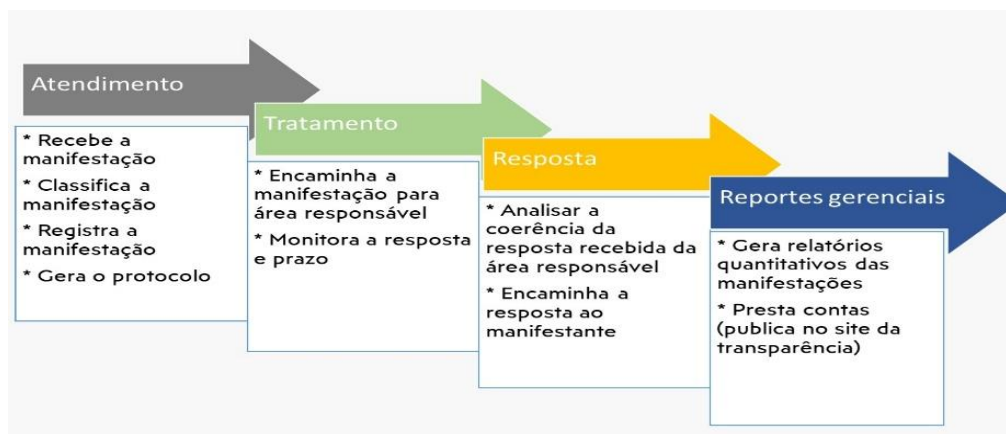 Atendimento
* Recebe a
manifestação
* Classifica a
manifestação
* Registra a
manifestação
* Gera o protocolo
Tratamento
* Encaminha a
manifestação para
área responsável
* Monitora a resposta
e prazo
Resposta
* Analisar a
coerência da
resposta recebida da
área responsável
* Encaminha a
resposta ao
manifestante
Reportes gerenciais
* Gera relatórios
quantitativos das
manifestações
* Presta contas
(publica no site da
transparência)